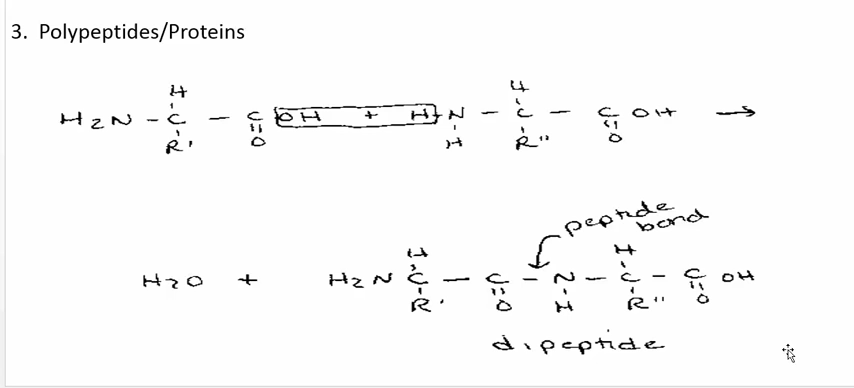 3. Polypeptides/Proteins
H H
H2N - C - C OH + H N - C - C OH →
R' O H R" O
peptide
bond
H H
H2O + H2N C - C - N - C - C OH
R' O H R" O
dipeptide